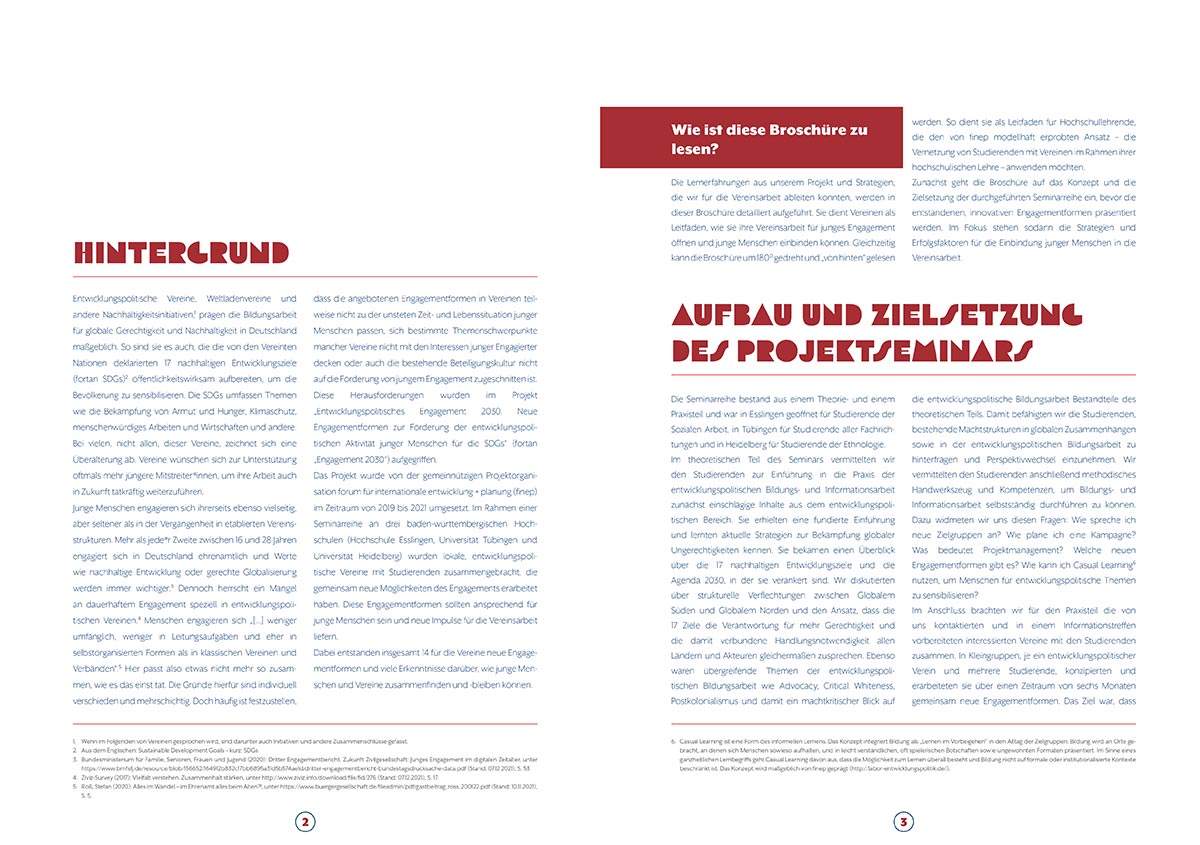 HINTERGRUND
Entwicklungspolitische Vereine, Weltladenvereine und
andere Nachhaltigkeitsinitiativen,¹ prägen die Bildungsarbeit
für globale Gerechtigkeit und Nachhaltigkeit in Deutschland
maßgeblich. So sind sie es auch, die die von den Vereinten
Nationen deklarierten 17 nachhaltigen Entwicklungsziele
(fortan SDGs)² öffentlichkeitswirksam aufbereiten, um die
Bevölkerung zu sensibilisieren. Die SDGs umfassen Themen
wie die Bekämpfung von Armut und Hunger, Klimaschutz,
menschenwürdiges Arbeiten und Wirtschaften und andere.
Bei vielen, nicht allen, dieser Vereine, zeichnet sich eine
Überalterung ab. Vereine wünschen sich zur Unterstützung
oftmals mehr jüngere Mitstreiter*innen, um ihre Arbeit auch
in Zukunft tatkräftig weiterzuführen.
Junge Menschen engagieren sich ihrerseits ebenso vielseitig,
aber seltener als in der Vergangenheit in etablierten Vereins-
strukturen. Mehr als jede*r Zweite zwischen 16 und 28 Jahren
engagiert sich in Deutschland ehrenamtlich und Werte
wie nachhaltige Entwicklung oder gerechte Globalisierung
werden immer wichtiger.³ Dennoch herrscht ein Mangel
an dauerhaftem Engagement speziell in entwicklungspoli-
tischen Vereinen.⁴ Menschen engagieren sich „[...] weniger
umfänglich, weniger in Leitungsaufgaben und eher in
selbstorganisierten Formen als in klassischen Vereinen und
Verbänden“.⁵ Hier passt also etwas nicht mehr so zusam-
men, wie es das einst tat. Die Gründe hierfür sind individuell
verschieden und mehrschichtig. Doch häufig ist festzustellen,
dass die angebotenen Engagementformen in Vereinen teil-
weise nicht zu der unsteten Zeit- und Lebenssituation junger
Menschen passen, sich bestimmte Themenschwerpunkte
mancher Vereine nicht mit den Interessen junger Engagierter
decken oder auch die bestehende Beteiligungskultur nicht
auf die Förderung von jungem Engagement zugeschnitten ist.
Diese Herausforderungen wurden im Projekt
„Entwicklungspolitisches Engagement 2030. Neue
Engagementformen zur Förderung der entwicklungspoli-
tischen Aktivität junger Menschen für die SDGs“ (fortan
„Engagement 2030“) aufgegriffen.
Das Projekt wurde von der gemeinnützigen Projektorgani-
sation forum für internationale entwicklung + planung (finep)
im Zeitraum von 2019 bis 2021 umgesetzt. Im Rahmen einer
Seminarreihe an drei baden-württembergischen Hoch-
schulen (Hochschule Esslingen, Universität Tübingen und
Universität Heidelberg) wurden lokale, entwicklungspoli-
tische Vereine mit Studierenden zusammengebracht, die
gemeinsam neue Möglichkeiten des Engagements erarbeitet
haben. Diese Engagementformen sollten ansprechend für
junge Menschen sein und neue Impulse für die Vereinsarbeit
liefern.
Dabei entstanden insgesamt 14 für die Vereine neue Engage-
mentformen und viele Erkenntnisse darüber, wie junge Men-
schen und Vereine zusammenfinden und -bleiben können.
1. Wenn im Folgenden von Vereinen gesprochen wird, sind darunter auch Initiativen und andere Zusammenschlüsse gefasst.
2. Aus dem Englischen: Sustainable Development Goals – kurz: SDGs
3. Bundesministerium für Familie, Senioren, Frauen und Jugend (2020): Dritter Engagementbericht. Zukunft Zivilgesellschaft: Junges Engagement im digitalen Zeitalter, unter
https://www.bmfsfj.de/resource/blob/156652/164912b832c17bb6895a31d5b574ae1d/dritter-engagementbericht-bundestagsdrucksache-data.pdf (Stand: 07.12.2021), S. 53
4. Ziviz-Survey (2017): Vielfalt verstehen. Zusammenhalt stärken, unter http://www.ziviz.info/download/file/fid/276 (Stand: 07.12.2021), S. 17
5. Roß, Stefan (2020): Alles im Wandel – im Ehrenamt alles beim Alten?!, unter https://www.buergergesellschaft.de/fileadmin/pdf/gastbeitrag_ross_200122.pdf (Stand: 10.11.2021),
S. 5.
2
Wie ist diese Broschüre zu
lesen?
Die Lernerfahrungen aus unserem Projekt und Strategien,
die wir für die Vereinsarbeit ableiten konnten, werden in
dieser Broschüre detailliert aufgeführt. Sie dient Vereinen als
Leitfaden, wie sie ihre Vereinsarbeit für junges Engagement
öffnen und junge Menschen einbinden können. Gleichzeitig
kann die Broschüre um 180° gedreht und „von hinten“ gelesen
werden. So dient sie als Leitfaden für Hochschullehrende,
die den von finep modellhaft erprobten Ansatz – die
Vernetzung von Studierenden mit Vereinen im Rahmen ihrer
hochschulischen Lehre – anwenden möchten.
Zunächst geht die Broschüre auf das Konzept und die
Zielsetzung der durchgeführten Seminarreihe ein, bevor die
entstandenen, innovativen Engagementformen präsentiert
werden. Im Fokus stehen sodann die Strategien und
Erfolgsfaktoren für die Einbindung junger Menschen in die
Vereinsarbeit.
AUFBAU UND ZIELSETZUNG
DES PROJEKTSEMINARS
Die Seminarreihe bestand aus einem Theorie- und einem
Praxisteil und war in Esslingen geöffnet für Studierende der
Sozialen Arbeit, in Tübingen für Studierende aller Fachrich-
tungen und in Heidelberg für Studierende der Ethnologie.
Im theoretischen Teil des Seminars vermittelten wir
den Studierenden zur Einführung in die Praxis der
entwicklungspolitischen Bildungs- und Informationsarbeit
zunächst einschlägige Inhalte aus dem entwicklungspoli-
tischen Bereich. Sie erhielten eine fundierte Einführung
und lernten aktuelle Strategien zur Bekämpfung globaler
Ungerechtigkeiten kennen. Sie bekamen einen Überblick
über die 17 nachhaltigen Entwicklungsziele und die
Agenda 2030, in der sie verankert sind. Wir diskutierten
über strukturelle Verflechtungen zwischen Globalem
Süden und Globalem Norden und den Ansatz, dass die
17 Ziele die Verantwortung für mehr Gerechtigkeit und
die damit verbundene Handlungsnotwendigkeit allen
Ländern und Akteuren gleichermaßen zusprechen. Ebenso
waren übergreifende Themen der entwicklungspoli-
tischen Bildungsarbeit wie Advocacy, Critical Whiteness,
Postkolonialismus und damit ein machtkritischer Blick auf
die entwicklungspolitische Bildungsarbeit Bestandteile des
theoretischen Teils. Damit befähigten wir die Studierenden,
bestehende Machtstrukturen in globalen Zusammenhängen
sowie in der entwicklungspolitischen Bildungsarbeit zu
hinterfragen und Perspektivwechsel einzunehmen. Wir
vermittelten den Studierenden anschließend methodisches
Handwerkszeug und Kompetenzen, um Bildungs- und
Informationsarbeit selbstständig durchführen zu können.
Dazu widmeten wir uns diesen Fragen: Wie spreche ich
neue Zielgruppen an? Wie plane ich eine Kampagne?
Was bedeutet Projektmanagement? Welche neuen
Engagementformen gibt es? Wie kann ich Casual Learning⁶
nutzen, um Menschen für entwicklungspolitische Themen
zu sensibilisieren?
Im Anschluss brachten wir für den Praxisteil die von
uns kontaktierten und in einem Informationstreffen
vorbereiteten interessierten Vereine mit den Studierenden
zusammen. In Kleingruppen, je ein entwicklungspolitischer
Verein und mehrere Studierende, konzipierten und
erarbeiteten sie über einen Zeitraum von sechs Monaten
gemeinsam neue Engagementformen. Das Ziel war, dass
6. Casual Learning ist eine Form des informellen Lernens. Das Konzept integriert Bildung als „Lernen im Vorbeigehen“ in den Alltag der Zielgruppen: Bildung wird an Orte ge-
bracht, an denen sich Menschen sowieso aufhalten, und in leicht verständlichen, oft spielerischen Botschaften sowie ungewohnten Formaten präsentiert. Im Sinne eines
ganzheitlichen Lernbegriffs geht Casual Learning davon aus, dass die Möglichkeit zum Lernen überall besteht und Bildung nicht auf formale oder institutionalisierte Kontexte
beschränkt ist. Das Konzept wird maßgeblich von finep geprägt (http://labor-entwicklungspolitik.de/).
3